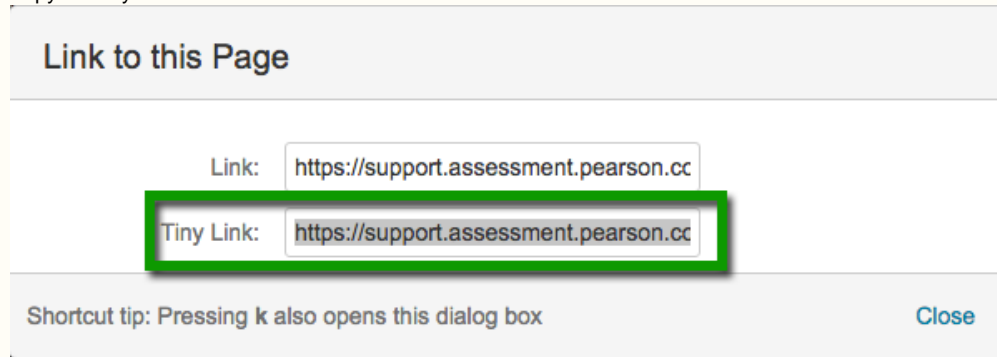 Link to this Page
Link: https://support.assessment.pearson.cc
Tiny Link: https://support.assessment.pearson.cc
Shortcut tip: Pressing k also opens this dialog box Close